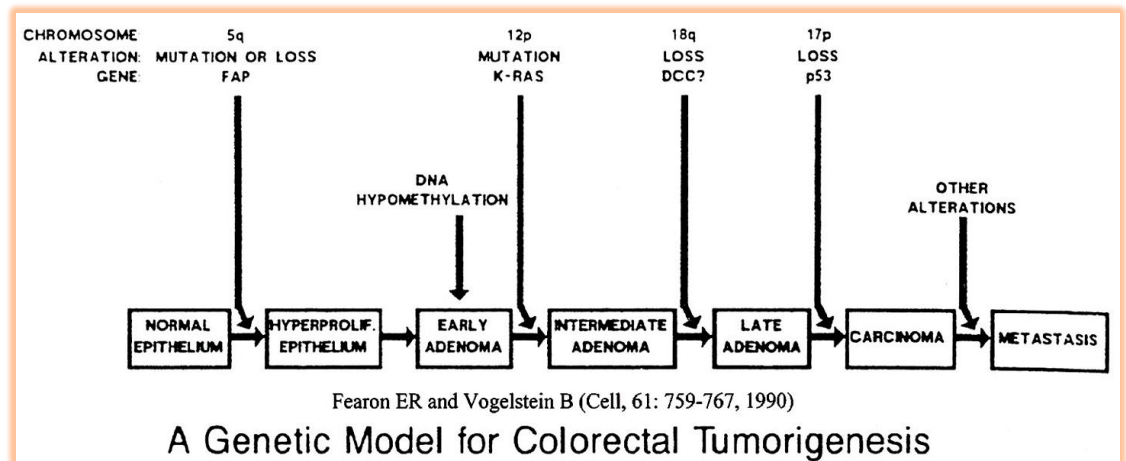 CHROMOSOME: 5q 12p 18q 17p
ALTERATION: MUTATION OR LOSS MUTATION LOSS LOSS
GENE: FAP K-RAS DCC? p53
DNA
HYPOMETHYLATION
OTHER
ALTERATIONS
NORMAL
EPITHELIUM
HYPERPROLIF.
EPITHELIUM
EARLY
ADENOMA
INTERMEDIATE
ADENOMA
LATE
ADENOMA
CARCINOMA
METASTASIS
Fearon ER and Vogelstein B (Cell, 61: 759-767, 1990)
A Genetic Model for Colorectal Tumorigenesis